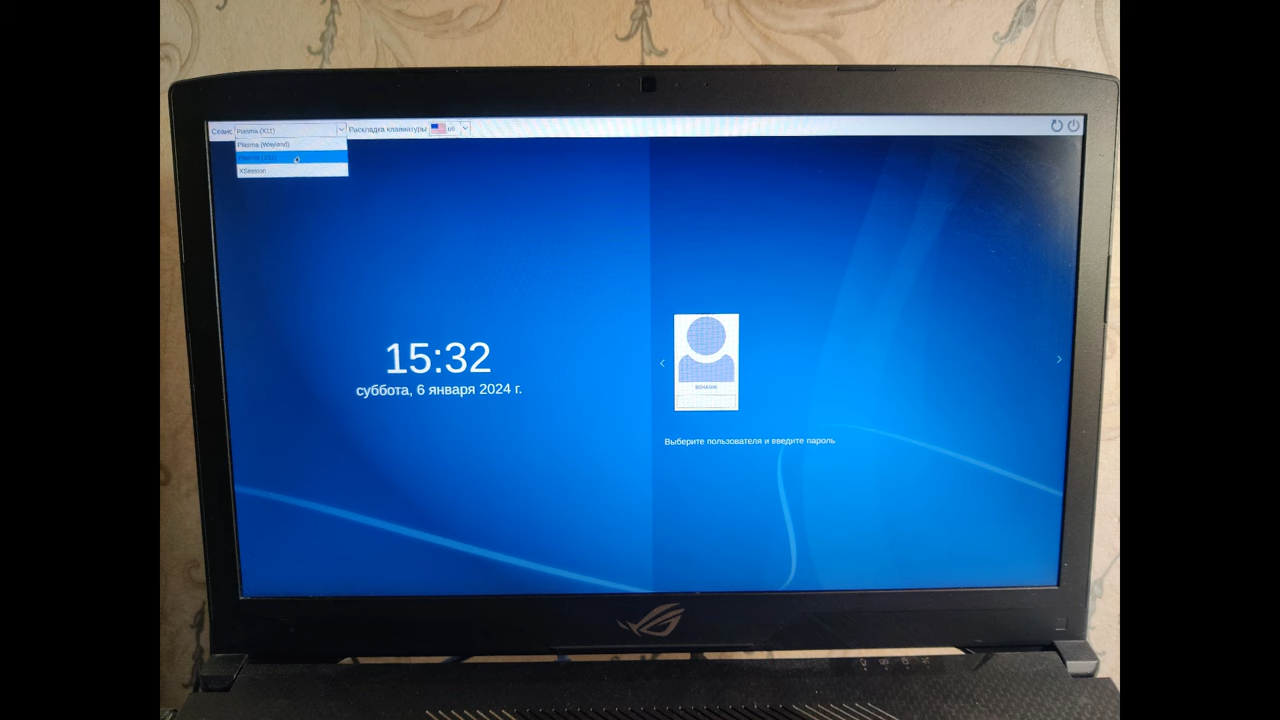 Сеанс Plasma (X11) Раскладка клавиатуры us
Plasma (Wayland)
Plasma (X11)
XSession
15:32
суббота, 6 января 2024 г.
Выберите пользователя и введите пароль